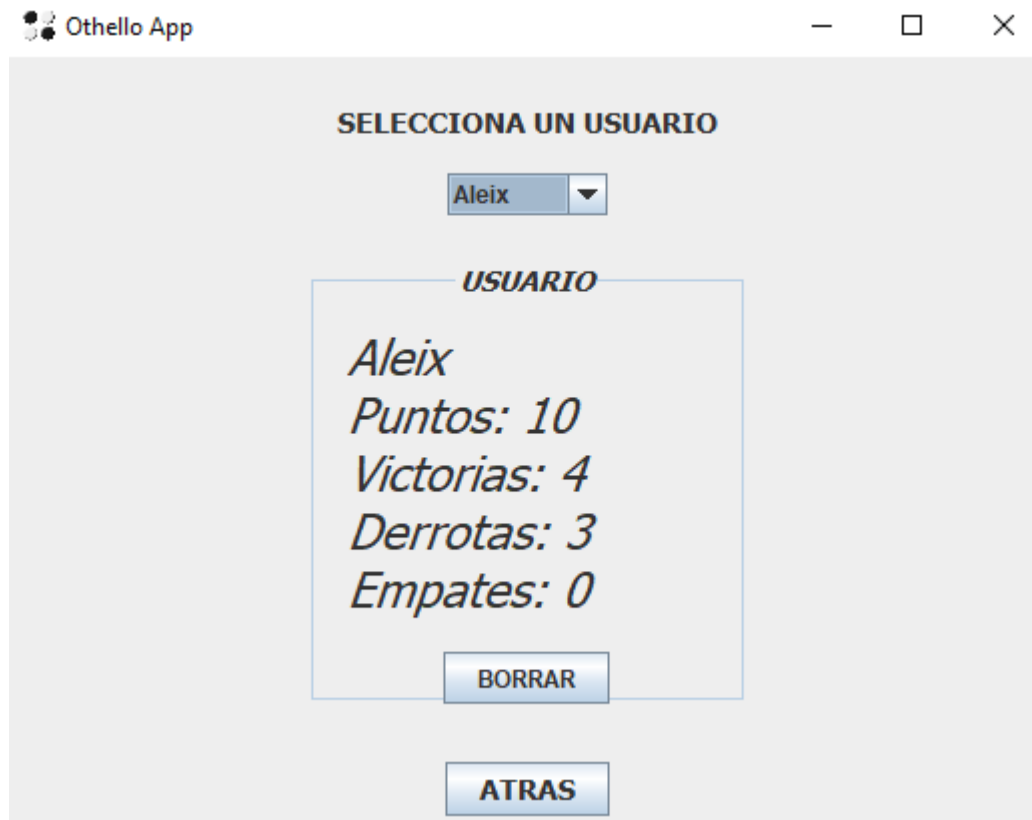 Othello App
SELECCIONA UN USUARIO
Aleix
USUARIO
Aleix
Puntos: 10
Victorias: 4
Derrotas: 3
Empates: 0
BORRAR
ATRAS